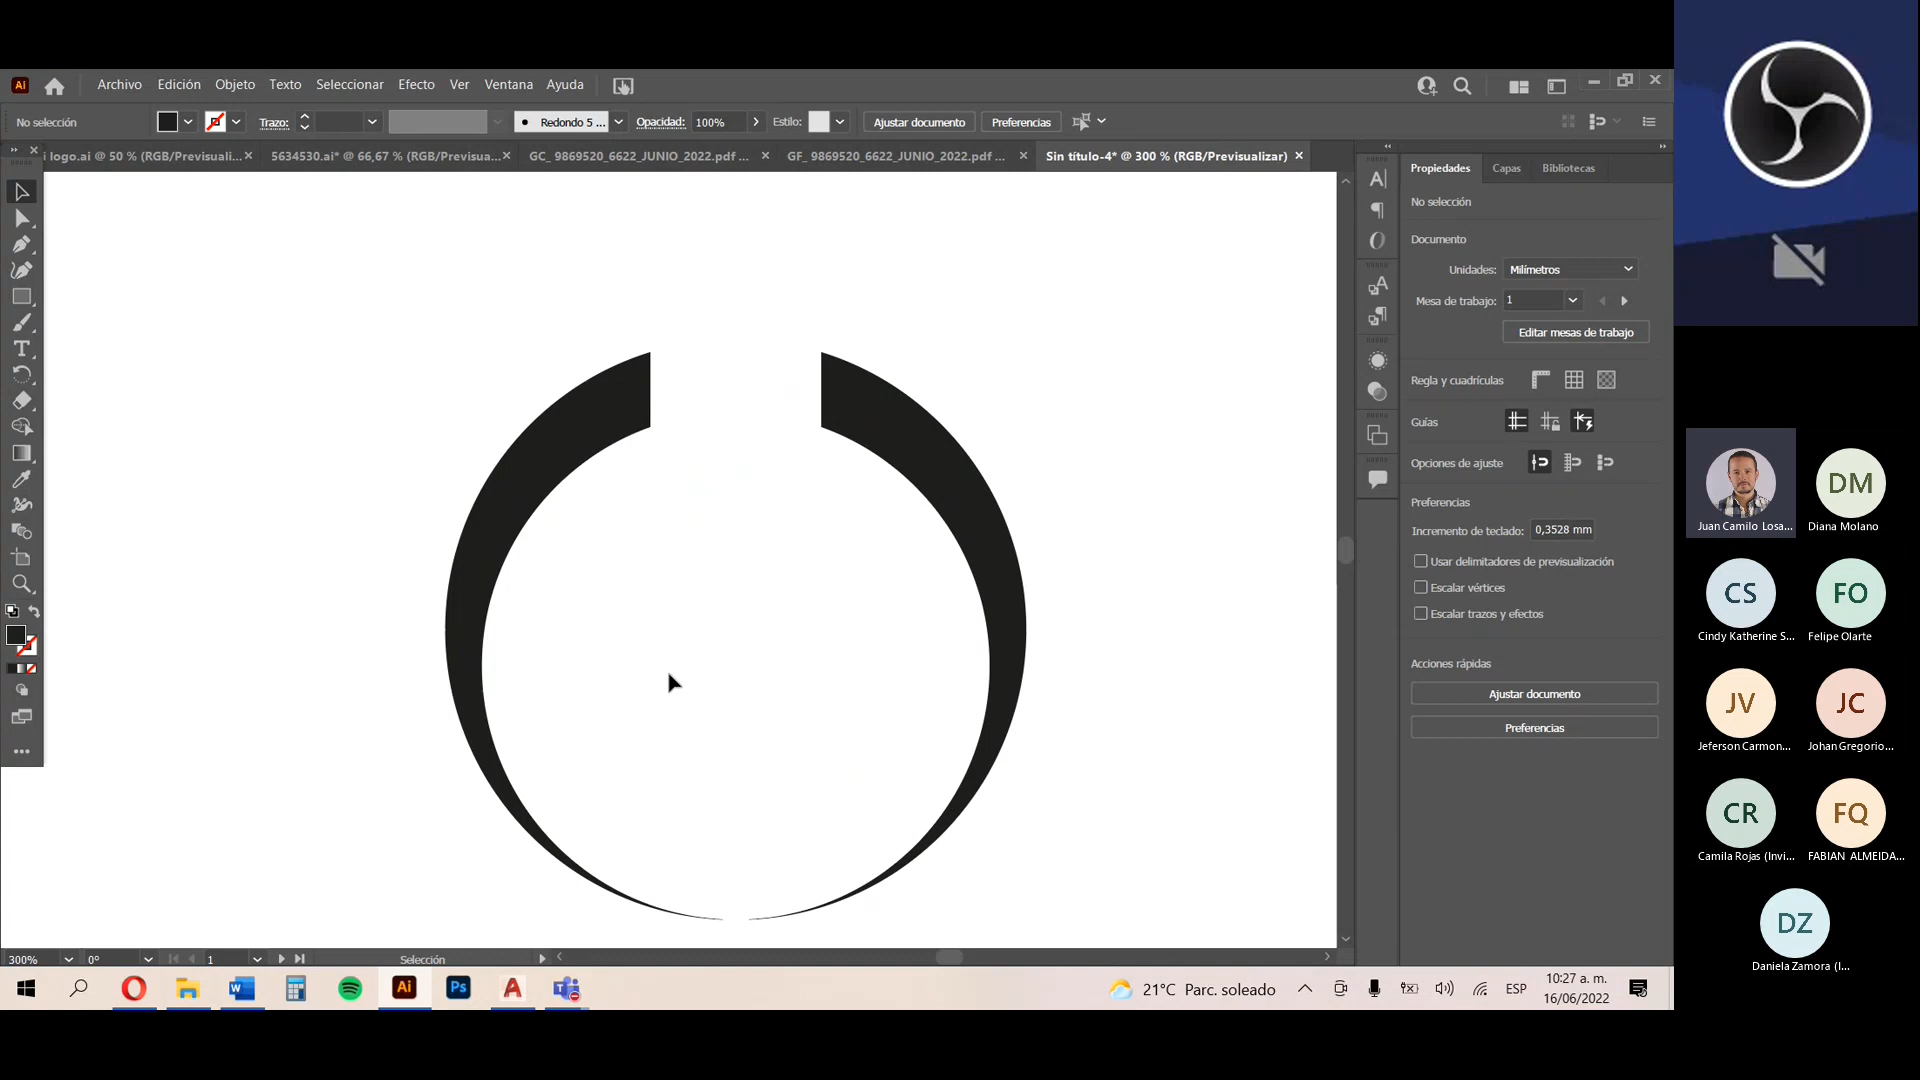 Ai
Archivo Edición Objeto Texto Seleccionar Efecto Ver Ventana Ayuda
No selección Trazo: Redondo 5 ... Opacidad: 100% Estilo: Ajustar documento Preferencias
i logo.ai @ 50 % (RGB/Previsuali... 5634530.ai* @ 66,67 % (RGB/Previsua... GC_ 9869520_6622_JUNIO_2022.pdf ... GF_ 9869520_6622_JUNIO_2022.pdf ... Sin título-4* @ 300 % (RGB/Previsualizar)
Propiedades Capas Bibliotecas
No selección
Documento
Unidades: Milímetros
Mesa de trabajo: 1
Editar mesas de trabajo
Regla y cuadrículas
Guías
Opciones de ajuste
Preferencias
Incremento de teclado: 0,3528 mm
Usar delimitadores de previsualización
Escalar vértices
Escalar trazos y efectos
Acciones rápidas
Ajustar documento
Preferencias
300% 0° 1 Selección
Ai Ps
21°C Parc. soleado
ESP
10:27 a. m.
16/06/2022
DM
Juan Camilo Losa...
Diana Molano
CS
FO
Cindy Katherine S...
Felipe Olarte
JV
JC
Jeferson Carmon...
Johan Gregorio...
CR
FQ
Camila Rojas (Invi...
FABIAN ALMEIDA...
DZ
Daniela Zamora (I...